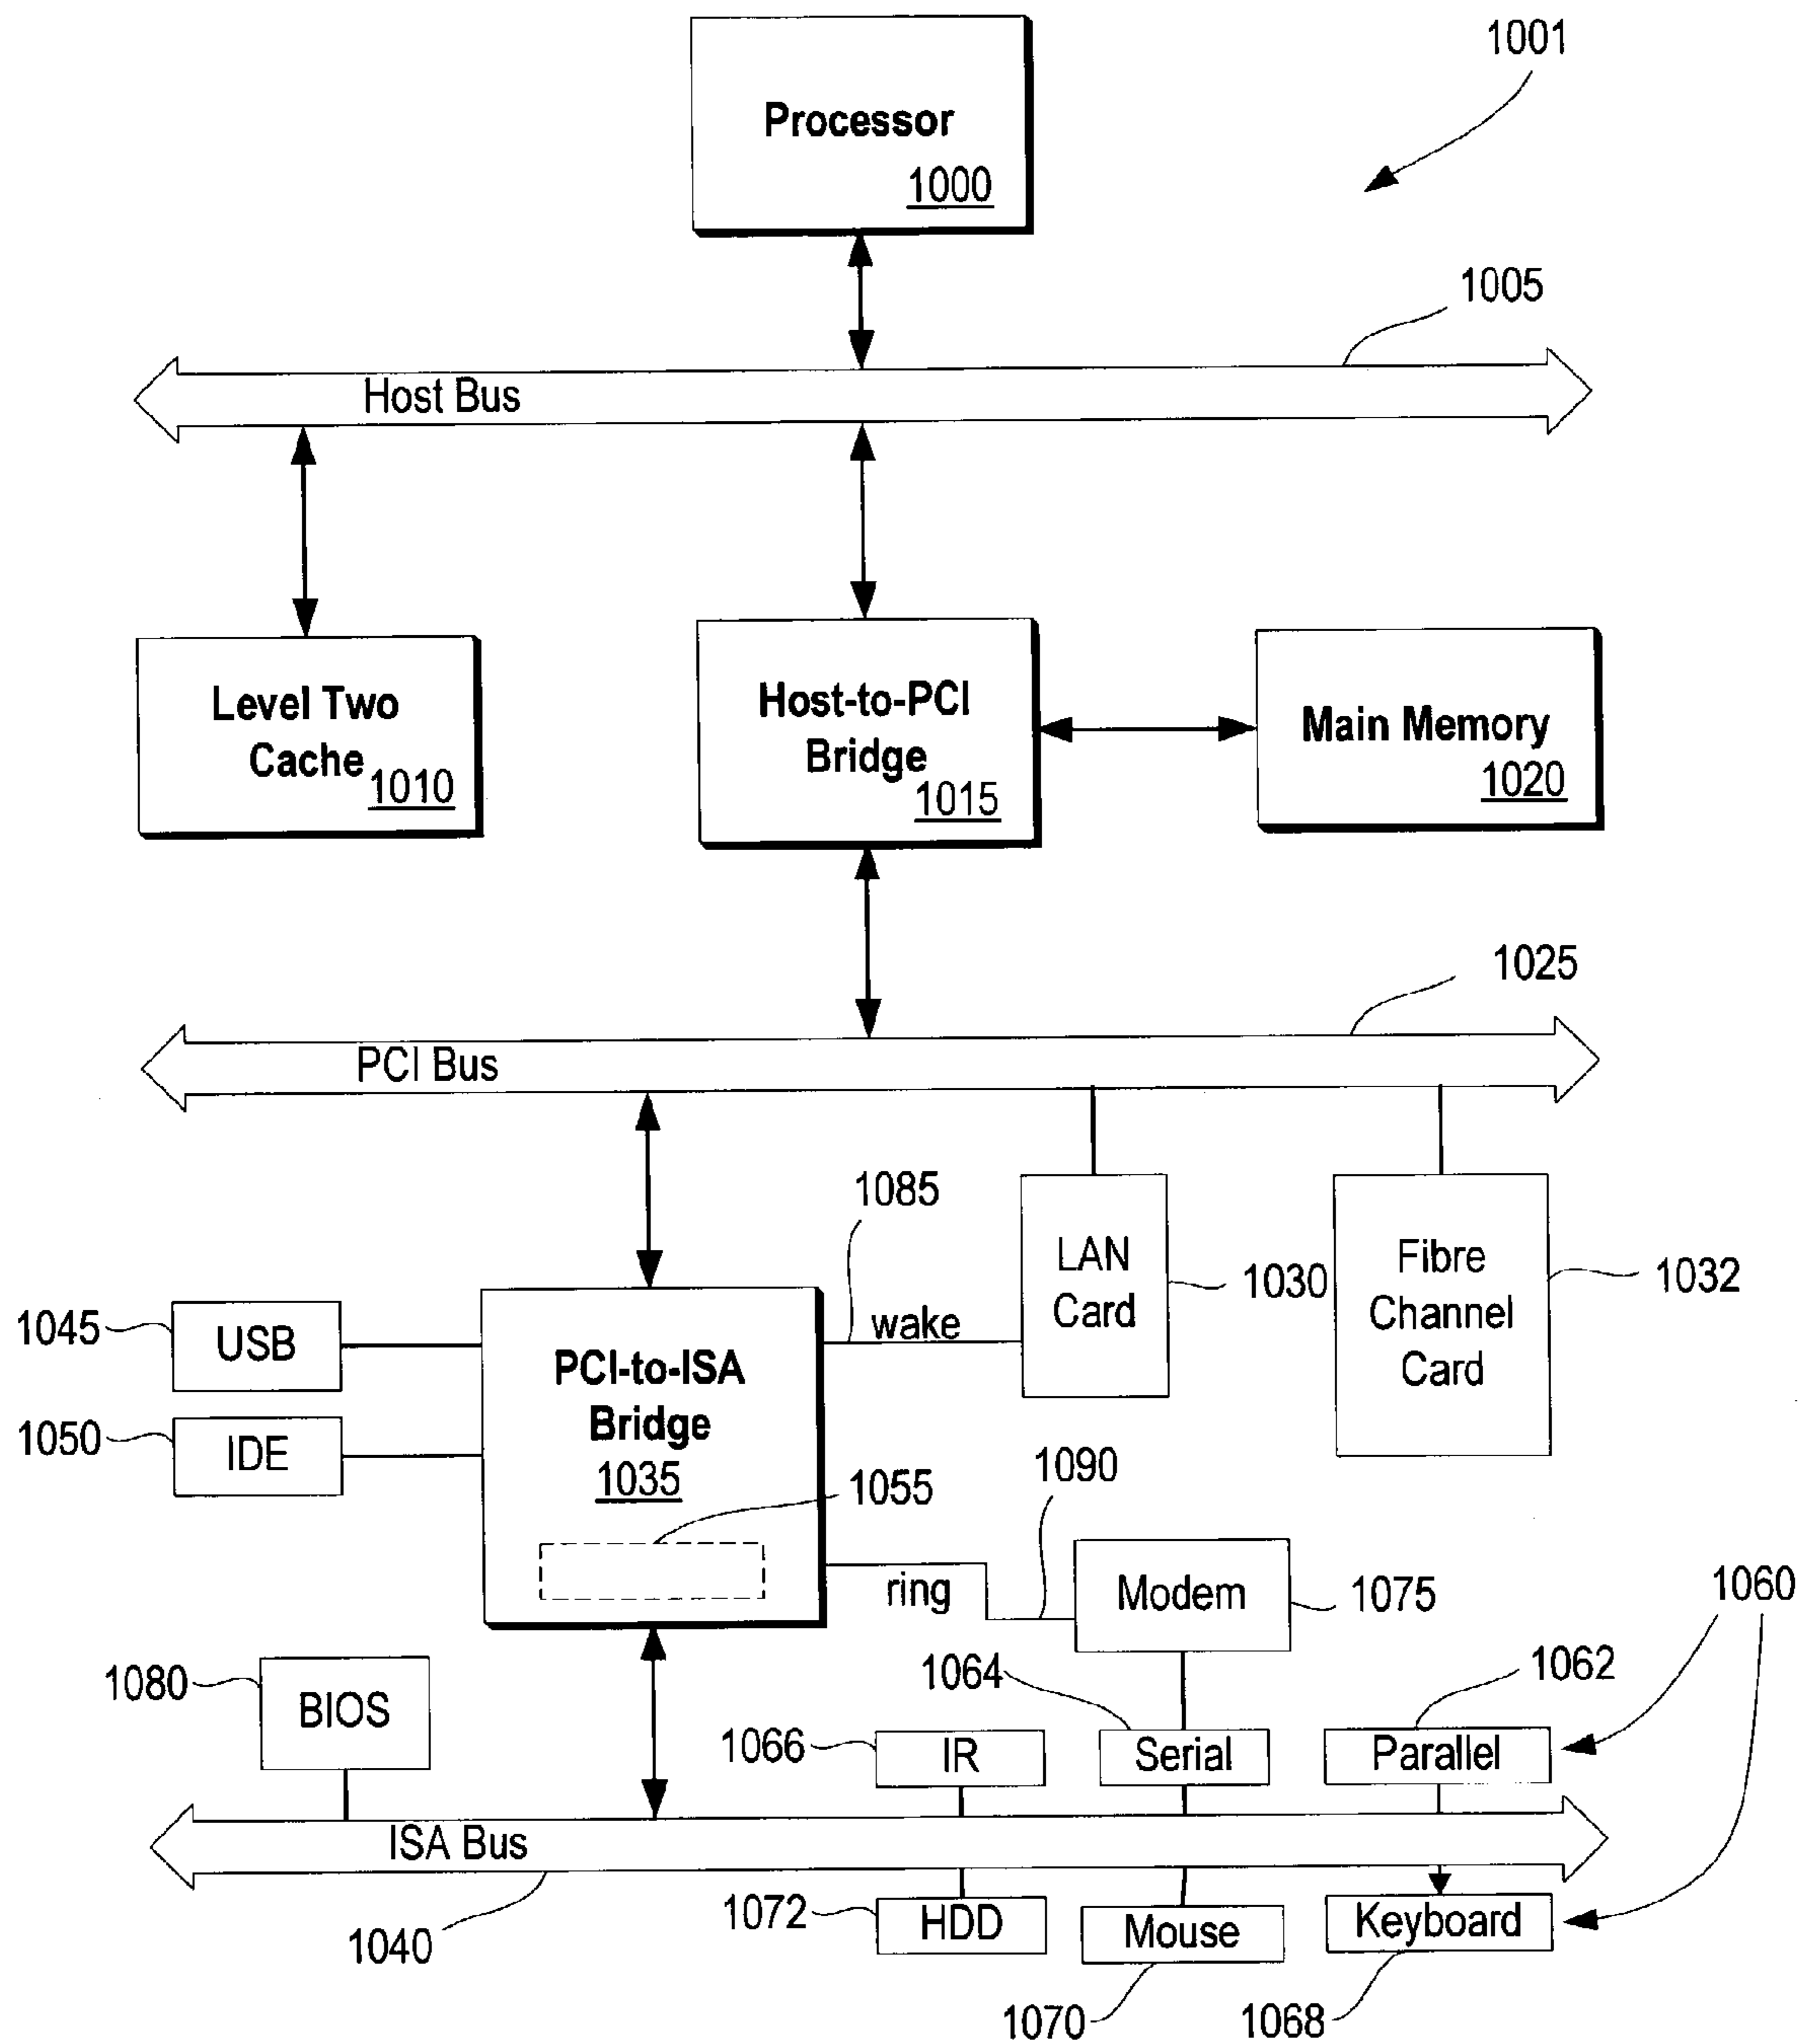 1001
Processor
1000
1005
Host Bus
Level Two
Cache
1010
Host-to-PCI
Bridge
1015
Main Memory
1020
1025
PCI Bus
1085
LAN
Card
1030
Fibre
Channel
Card
1032
1045
USB
wake
PCI-to-ISA
Bridge
1035
1050
IDE
1055
1090
ring
Modem
1075
1060
1080
BIOS
1064
1062
1066
IR
Serial
Parallel
ISA Bus
1040
1072
HDD
Mouse
Keyboard
1070
1068